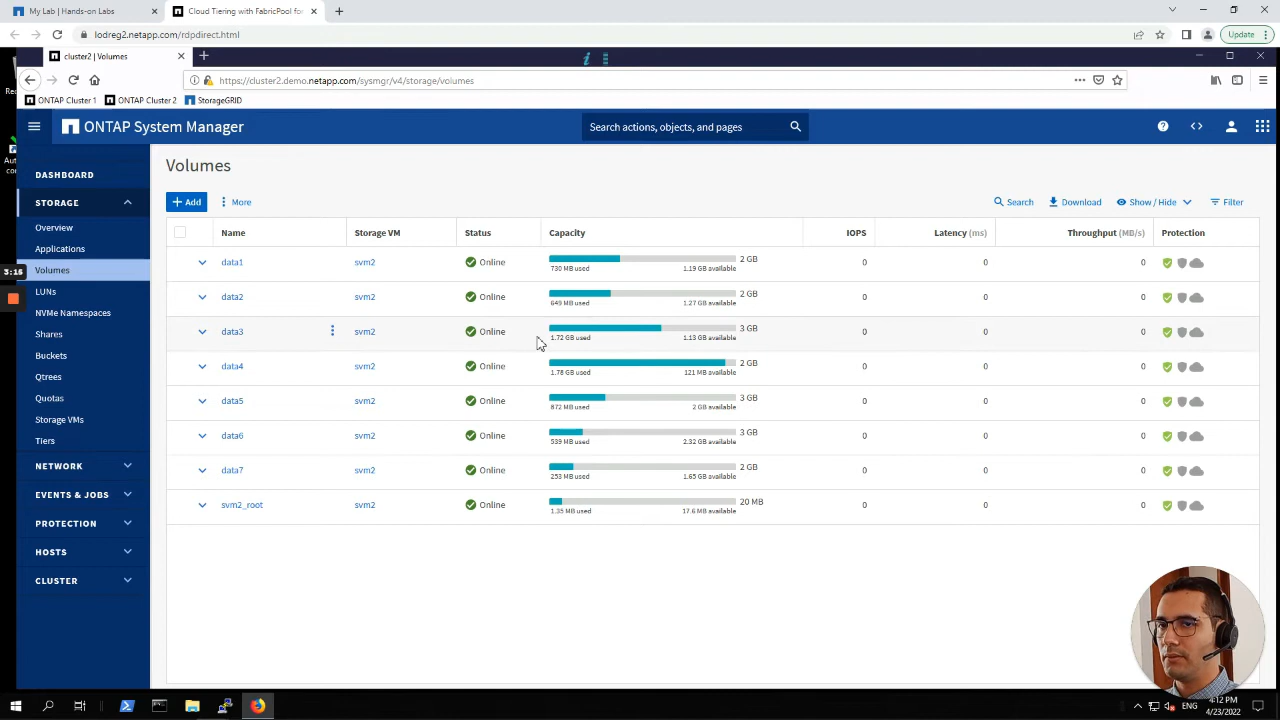 My Lab | Hands-on Labs
Cloud Tiering with FabricPool for
lodreg2.netapp.com/rdpdirect.html
Update
cluster2 | Volumes
https://cluster2.demo.netapp.com/sysmgr/v4/storage/volumes
ONTAP Cluster 1
ONTAP Cluster 2
StorageGRID
ONTAP System Manager
Search actions, objects, and pages
DASHBOARD
STORAGE
Overview
Applications
Volumes
LUNs
NVMe Namespaces
Shares
Buckets
Qtrees
Quotas
Storage VMs
Tiers
NETWORK
EVENTS & JOBS
PROTECTION
HOSTS
CLUSTER
3:15
Volumes
Add
More
Search
Download
Show / Hide
Filter
Name Storage VM Status Capacity IOPS Latency (ms) Throughput (MB/s) Protection
data1 svm2 Online 2 GB 0 0 0
730 MB used 1.19 GB available
data2 svm2 Online 2 GB 0 0 0
649 MB used 1.27 GB available
data3 svm2 Online 3 GB 0 0 0
1.72 GB used 1.13 GB available
data4 svm2 Online 2 GB 0 0 0
1.78 GB used 121 MB available
data5 svm2 Online 3 GB 0 0 0
872 MB used 2 GB available
data6 svm2 Online 3 GB 0 0 0
539 MB used 2.32 GB available
data7 svm2 Online 2 GB 0 0 0
253 MB used 1.65 GB available
svm2_root svm2 Online 20 MB 0 0 0
1.35 MB used 17.6 MB available
ENG
4:12 PM
4/23/2022